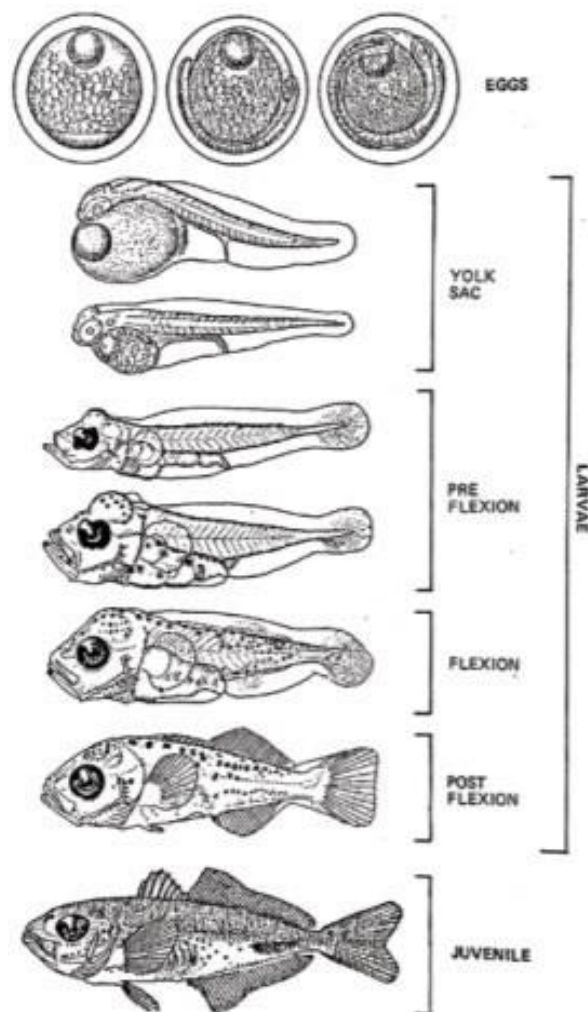 EGGS
YOLK
SAC
PRE
FLEXION
FLEXION
POST
FLEXION
LARVAE
JUVENILE